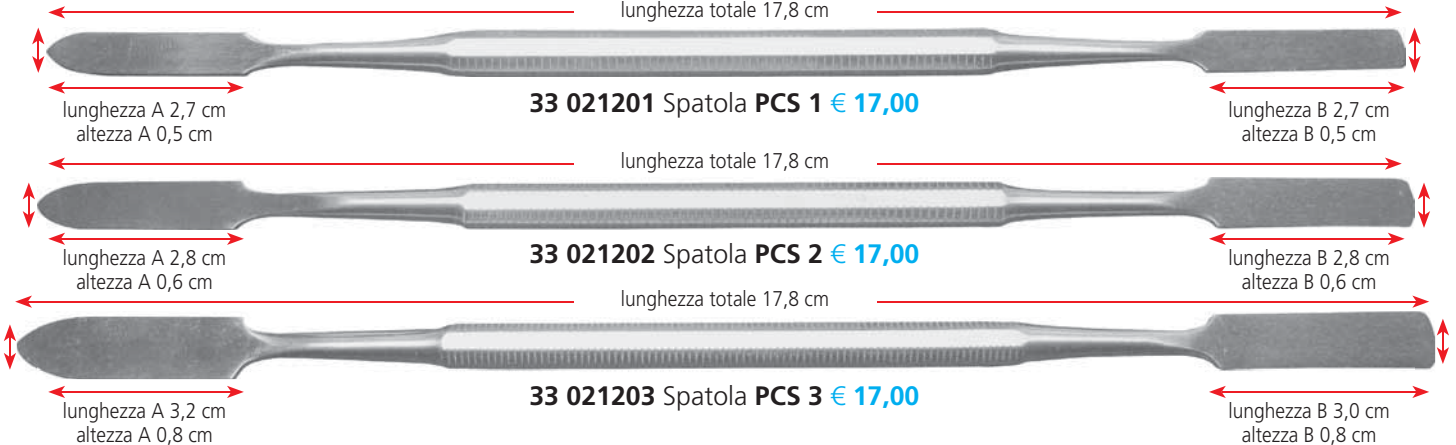 lunghezza totale 17,8 cm
lunghezza A 2,7 cm
altezza A 0,5 cm
33 021201 Spatola PCS 1 € 17,00
lunghezza B 2,7 cm
altezza B 0,5 cm
lunghezza totale 17,8 cm
lunghezza A 2,8 cm
altezza A 0,6 cm
33 021202 Spatola PCS 2 € 17,00
lunghezza B 2,8 cm
altezza B 0,6 cm
lunghezza totale 17,8 cm
lunghezza A 3,2 cm
altezza A 0,8 cm
33 021203 Spatola PCS 3 € 17,00
lunghezza B 3,0 cm
altezza B 0,8 cm